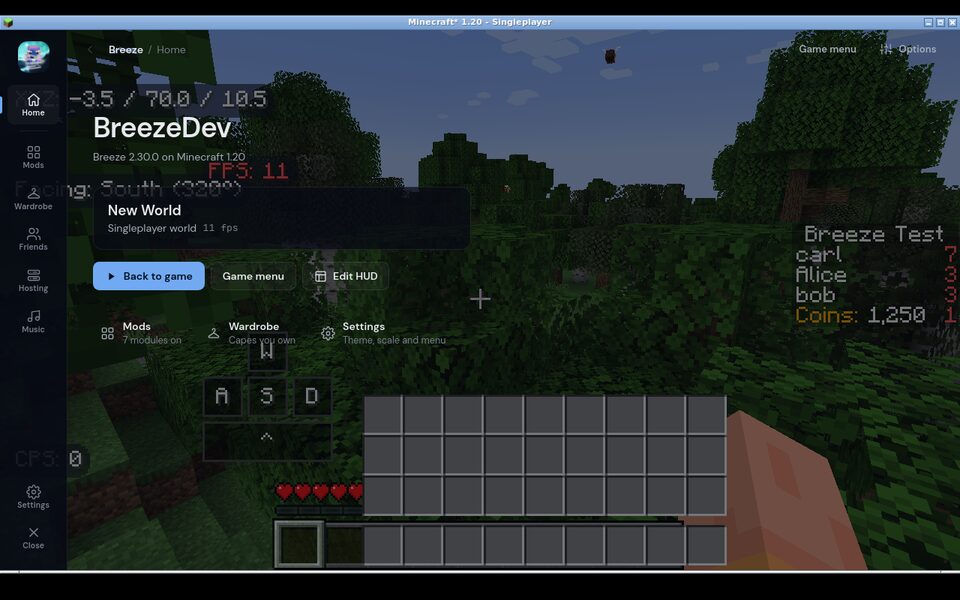 Minecraft* 1.20 - Singleplayer
Breeze / Home
Game menu
Options
Home
Mods
Wardrobe
Friends
Hosting
Music
Settings
Close
-3.5 / 70.0 / 10.5
BreezeDev
Breeze 2.30.0 on Minecraft 1.20
FPS: 11
Facing: South (320°)
New World
Singleplayer world 11 fps
Back to game
Game menu
Edit HUD
Mods
7 modules on
Wardrobe
Capes you own
Settings
Theme, scale and menu
W
A S D
^
CPS: 0
Breeze Test
carl 7
Alice 3
bob 3
Coins: 1,250 1